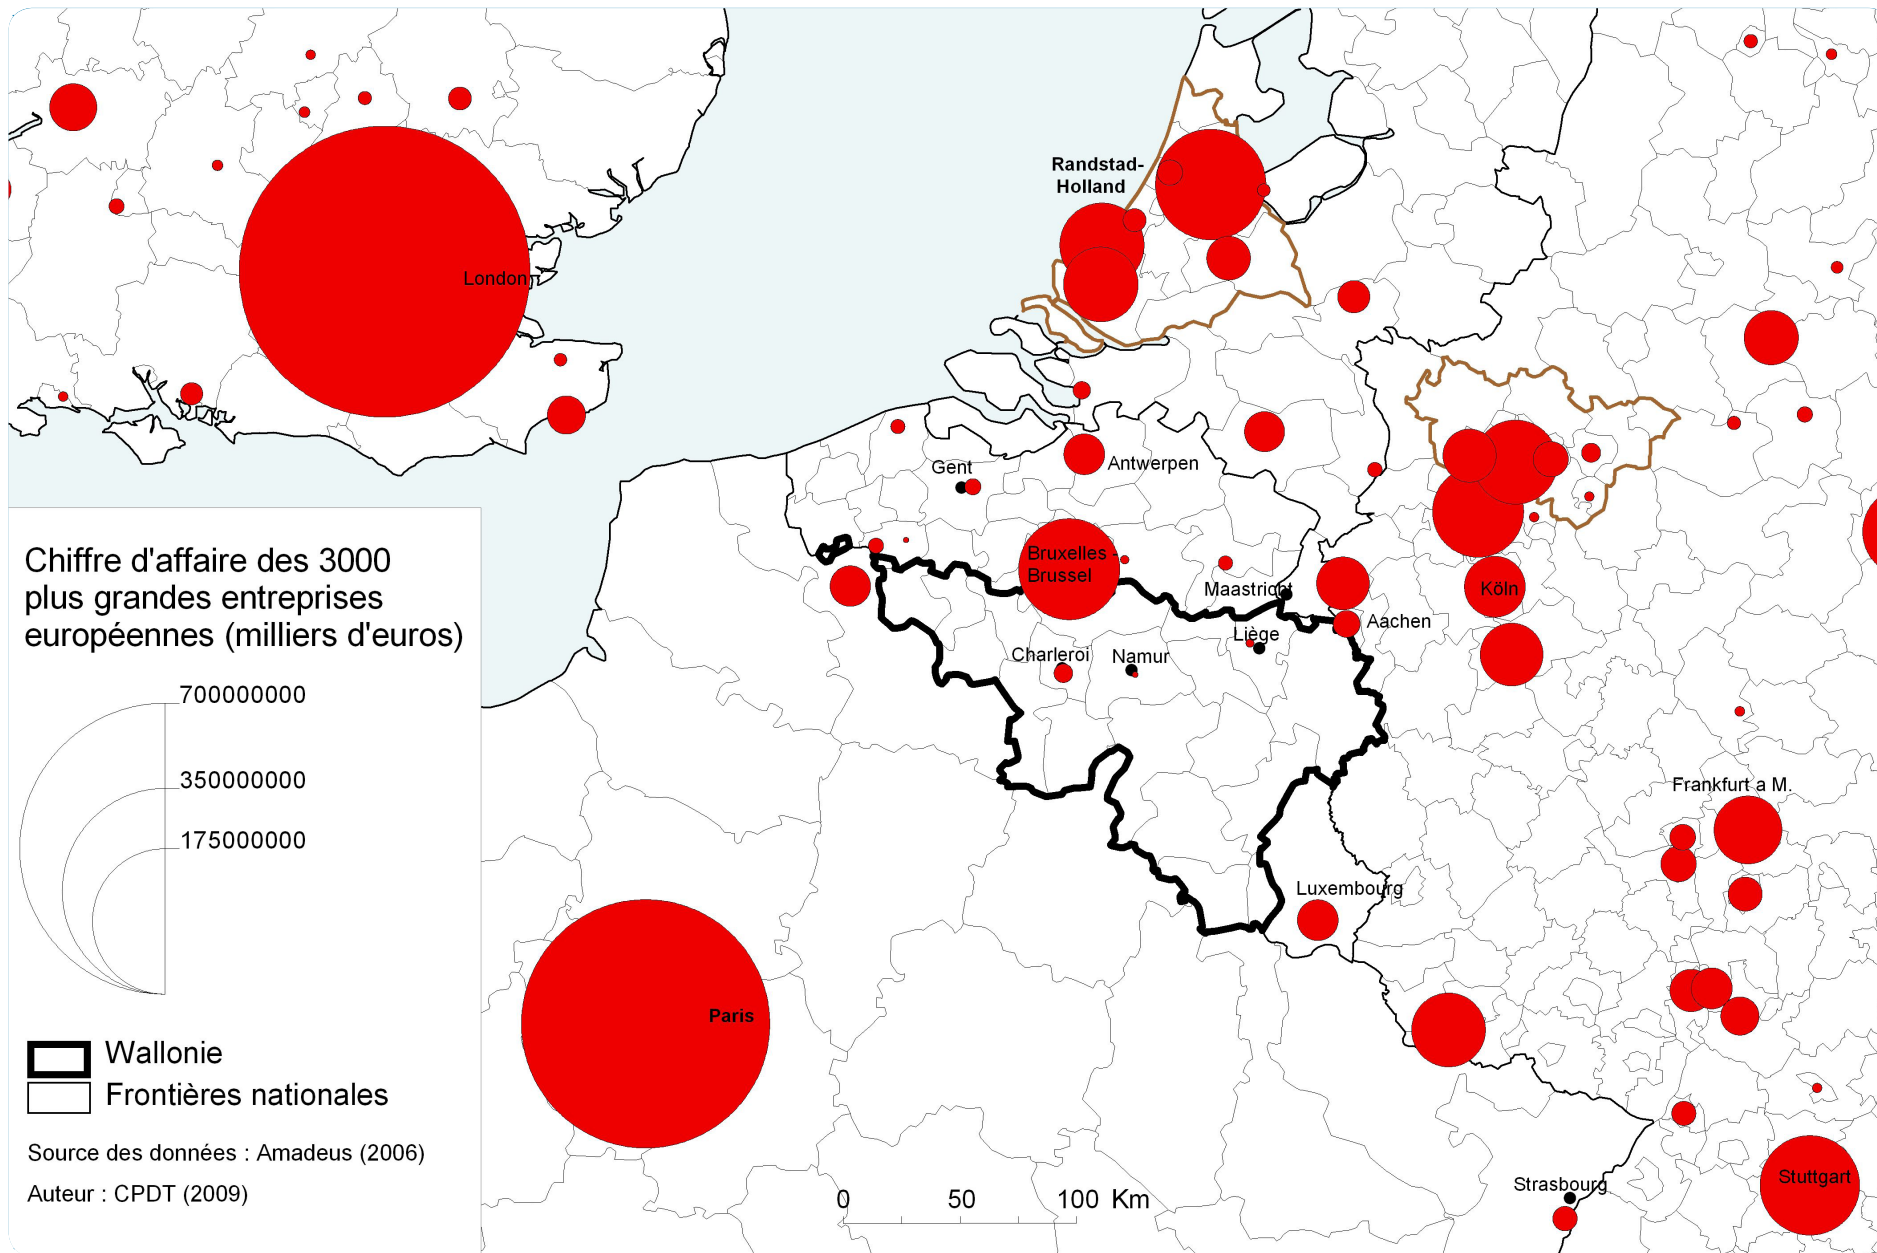 Randstad-
Holland
London
Gent
Antwerpen
Bruxelles -
Brussel
Maastricht
Köln
Aachen
Liège
Charleroi
Namur
Frankfurt a M.
Luxembourg
Paris
Strasbourg
Stuttgart
Chiffre d'affaire des 3000
plus grandes entreprises
européennes (milliers d'euros)
700000000
350000000
175000000
Wallonie
Frontières nationales
Source des données : Amadeus (2006)
Auteur : CPDT (2009)
0 50 100 Km